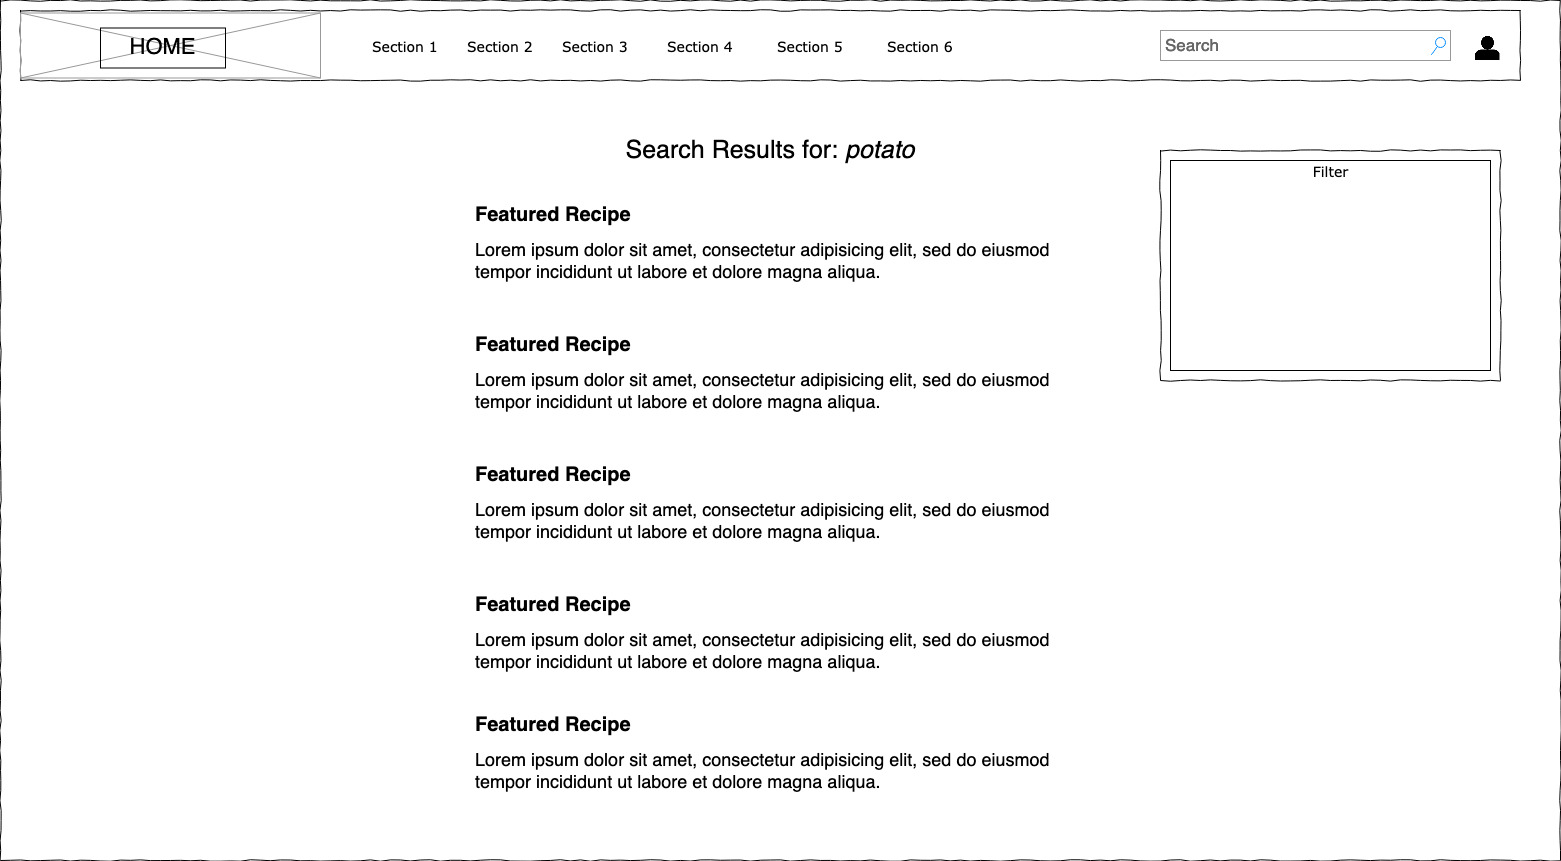 HOME
Section 1
Section 2
Section 3
Section 4
Section 5
Section 6
Search
Search Results for: potato
Filter
Featured Recipe
Lorem ipsum dolor sit amet, consectetur adipisicing elit, sed do eiusmod
tempor incididunt ut labore et dolore magna aliqua.
Featured Recipe
Lorem ipsum dolor sit amet, consectetur adipisicing elit, sed do eiusmod
tempor incididunt ut labore et dolore magna aliqua.
Featured Recipe
Lorem ipsum dolor sit amet, consectetur adipisicing elit, sed do eiusmod
tempor incididunt ut labore et dolore magna aliqua.
Featured Recipe
Lorem ipsum dolor sit amet, consectetur adipisicing elit, sed do eiusmod
tempor incididunt ut labore et dolore magna aliqua.
Featured Recipe
Lorem ipsum dolor sit amet, consectetur adipisicing elit, sed do eiusmod
tempor incididunt ut labore et dolore magna aliqua.